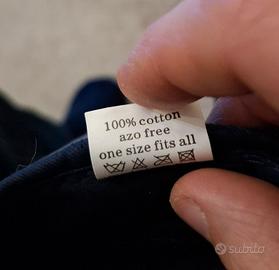 100% cotton
azo free
one size fits all
subito